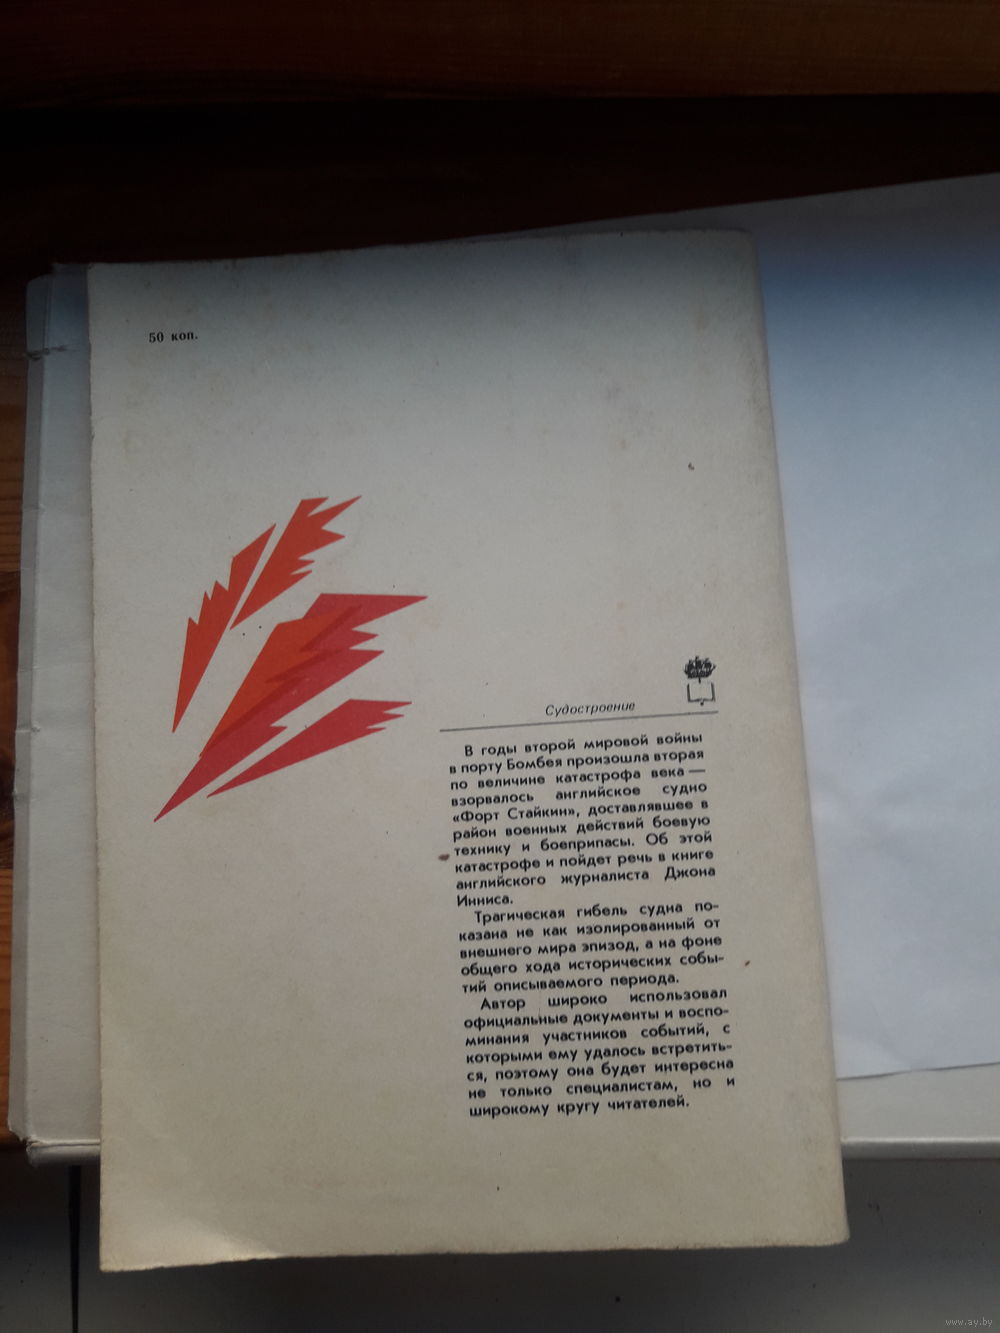 50 коп.
Судостроение
В годы второй мировой войны
в порту Бомбея произошла вторая
по величине катастрофа века —
взорвалось английское судно
«Форт Стайкин», доставлявшее в
район военных действий боевую
технику и боеприпасы. Об этой
катастрофе и пойдет речь в книге
английского журналиста Джона
Инниса.
Трагическая гибель судна по-
казана не как изолированный от
внешнего мира эпизод, а на фоне
общего хода исторических собы-
тий описываемого периода.
Автор широко использовал
официальные документы и воспо-
минания участников событий, с
которыми ему удалось встретить-
ся, поэтому она будет интересна
не только специалистам, но и
широкому кругу читателей.
www.ay.by